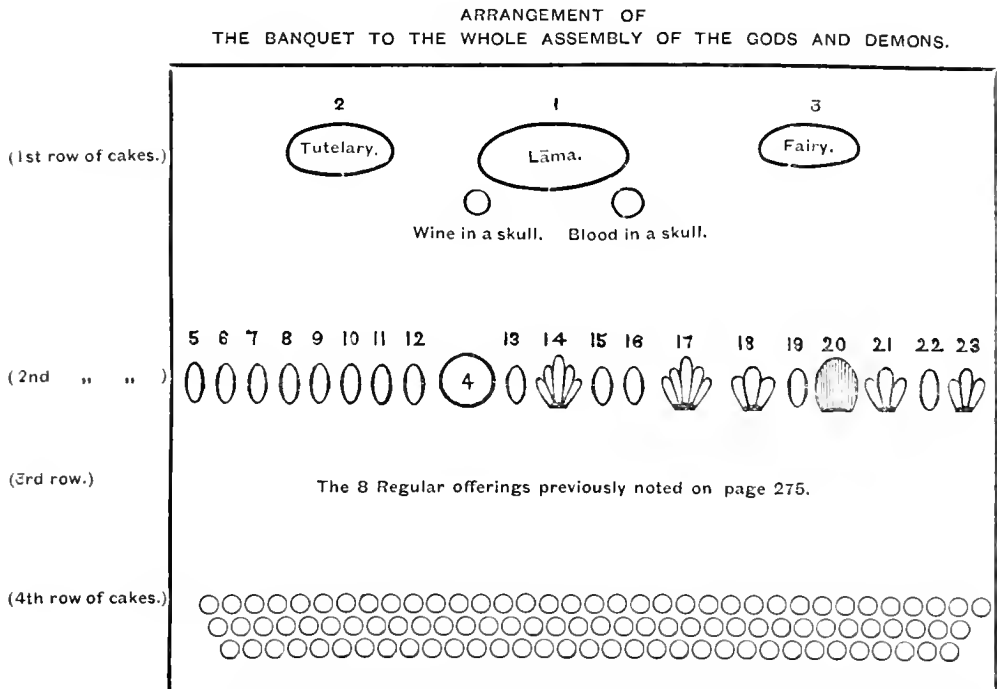 ARRANGEMENT OF
THE BANQUET TO THE WHOLE ASSEMBLY OF THE GODS AND DEMONS.
2 1 3
(1st row of cakes.) Tutelary. Lāma. Fairy.
Wine in a skull. Blood in a skull.
5 6 7 8 9 10 11 12 13 14 15 16 17 18 19 20 21 22 23
(2nd „ „ ) 4
(3rd row.) The 8 Regular offerings previously noted on page 275.
(4th row of cakes.)